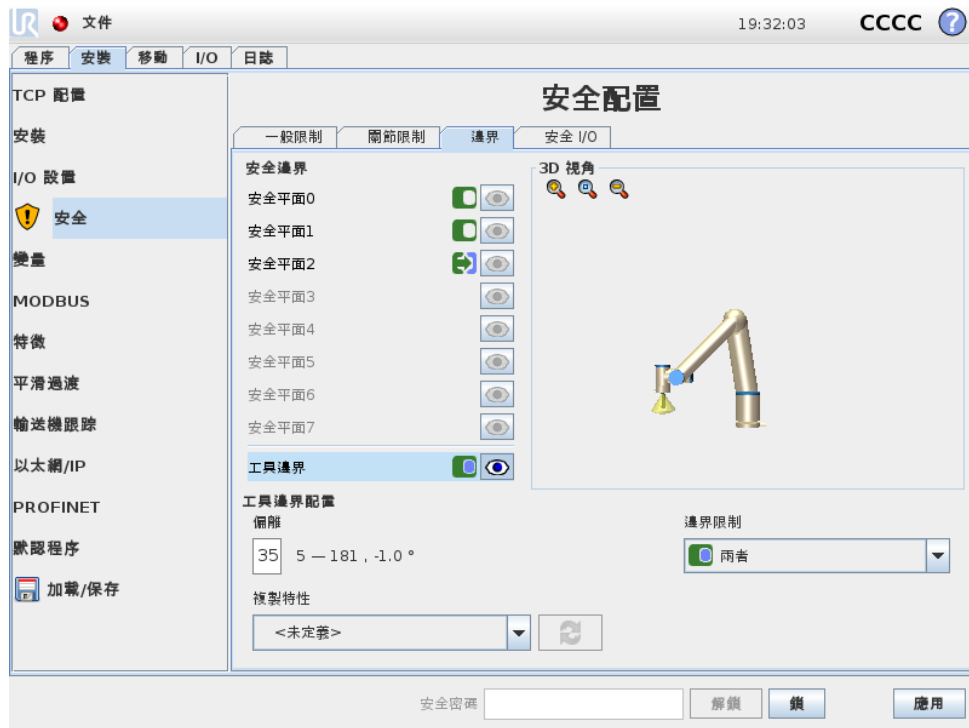 UR 文件 19:32:03 CCCC ?
程序 安裝 移動 I/O 日誌
TCP 配置
安裝
I/O 設置
安全
變量
MODBUS
特徵
平滑過渡
輸送機跟踪
以太網/IP
PROFINET
默認程序
加載/保存
安全配置
一般限制 關節限制 邊界 安全 I/O
安全邊界
安全平面0
安全平面1
安全平面2
安全平面3
安全平面4
安全平面5
安全平面6
安全平面7
工具邊界
3D 視角
工具邊界配置
偏離
35 5 — 181 , -1.0 °
邊界限制
兩者
複製特性
<未定義>
安全密碼 解鎖 鎖 應用